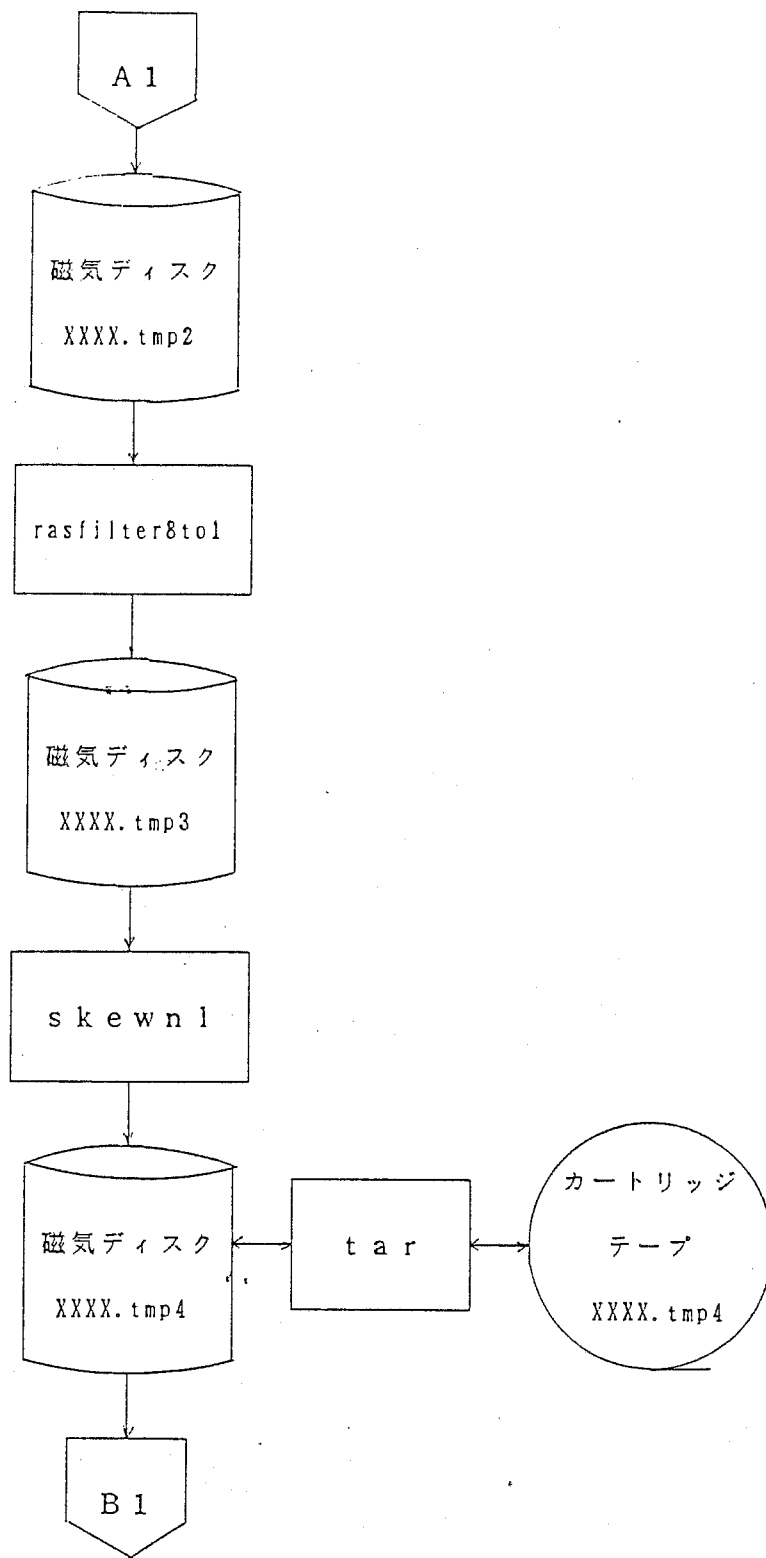 A1
磁気ディスク
XXXX.tmp2
rasfilter8to1
磁気ディスク
XXXX.tmp3
skewn1
磁気ディスク
XXXX.tmp4
tar
カートリッジ
テープ
XXXX.tmp4
B1